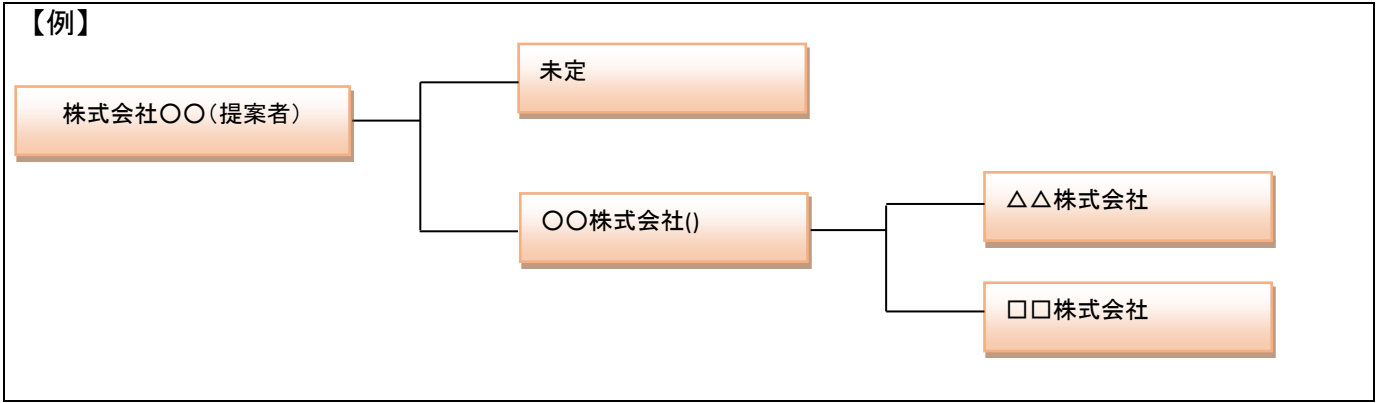 【例】
未定
株式会社〇〇（提案者）
〇〇株式会社()
△△株式会社
□□株式会社